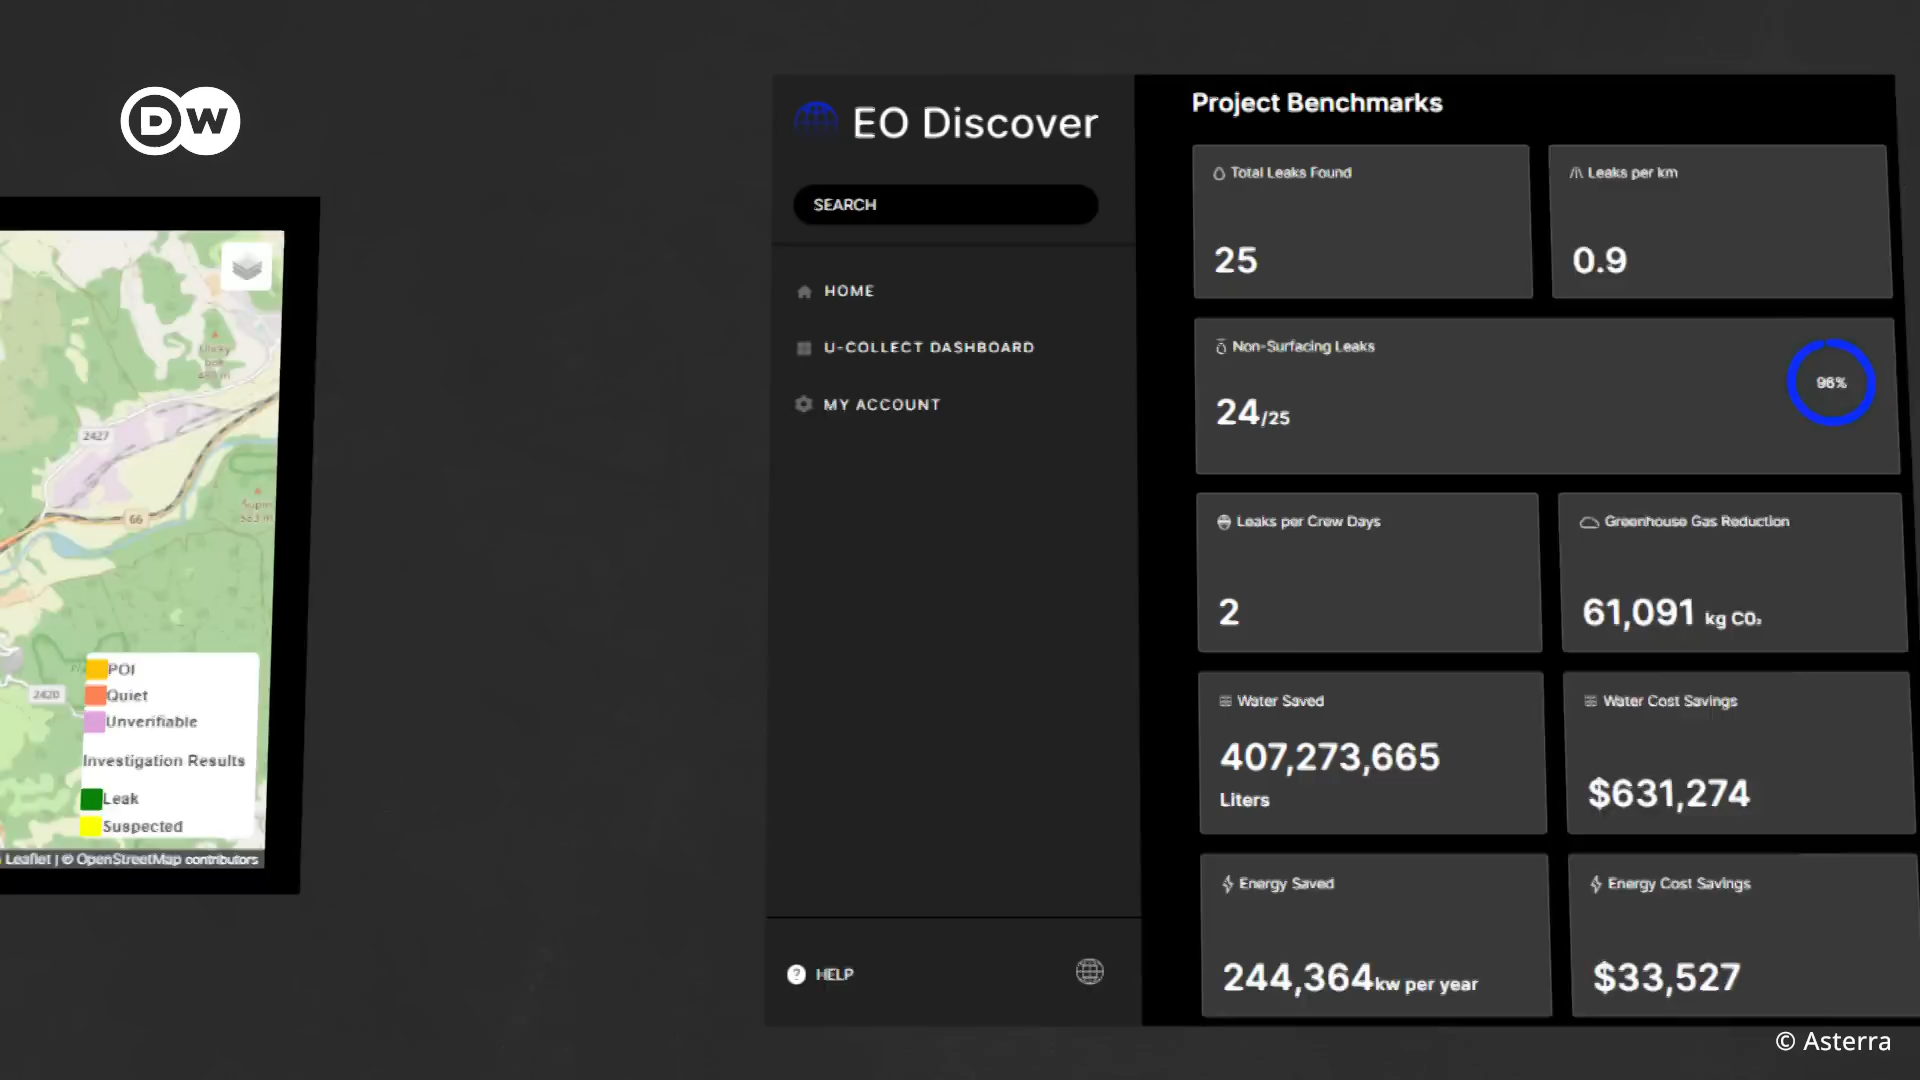 DW
2427
66
2420
POI
Quiet
Unverifiable
Investigation Results
Leak
Suspected
Leaflet | © OpenStreetMap contributors
EO Discover
SEARCH
HOME
U-COLLECT DASHBOARD
MY ACCOUNT
? HELP
Project Benchmarks
Total Leaks Found
25
Leaks per km
0.9
Non-Surfacing Leaks
24/25
96%
Leaks per Crew Days
2
Greenhouse Gas Reduction
61,091 kg CO₂
Water Saved
407,273,665
Liters
Water Cost Savings
$631,274
Energy Saved
244,364kw per year
Energy Cost Savings
$33,527
© Asterra